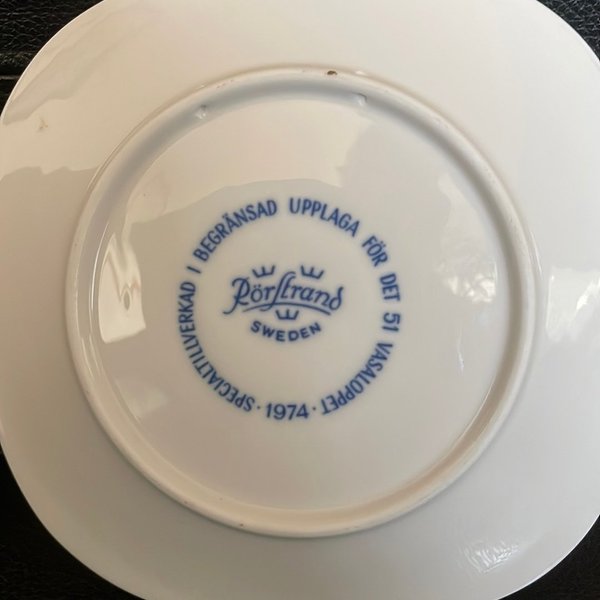 SPECIALTILLVERKAD I BEGRÄNSAD UPPLAGA FÖR DET 51 VASALOPPET
· 1974 ·
Rörstrand
SWEDEN